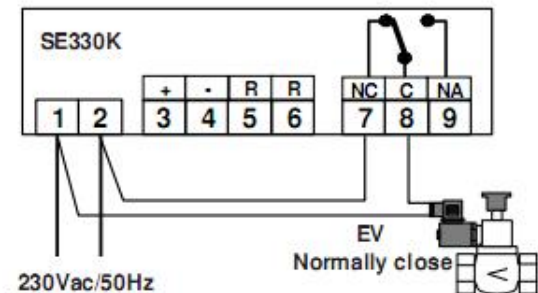 SE330K
+ - R R NC C NA
1 2 3 4 5 6 7 8 9
EV
Normally close
230Vac/50Hz
V